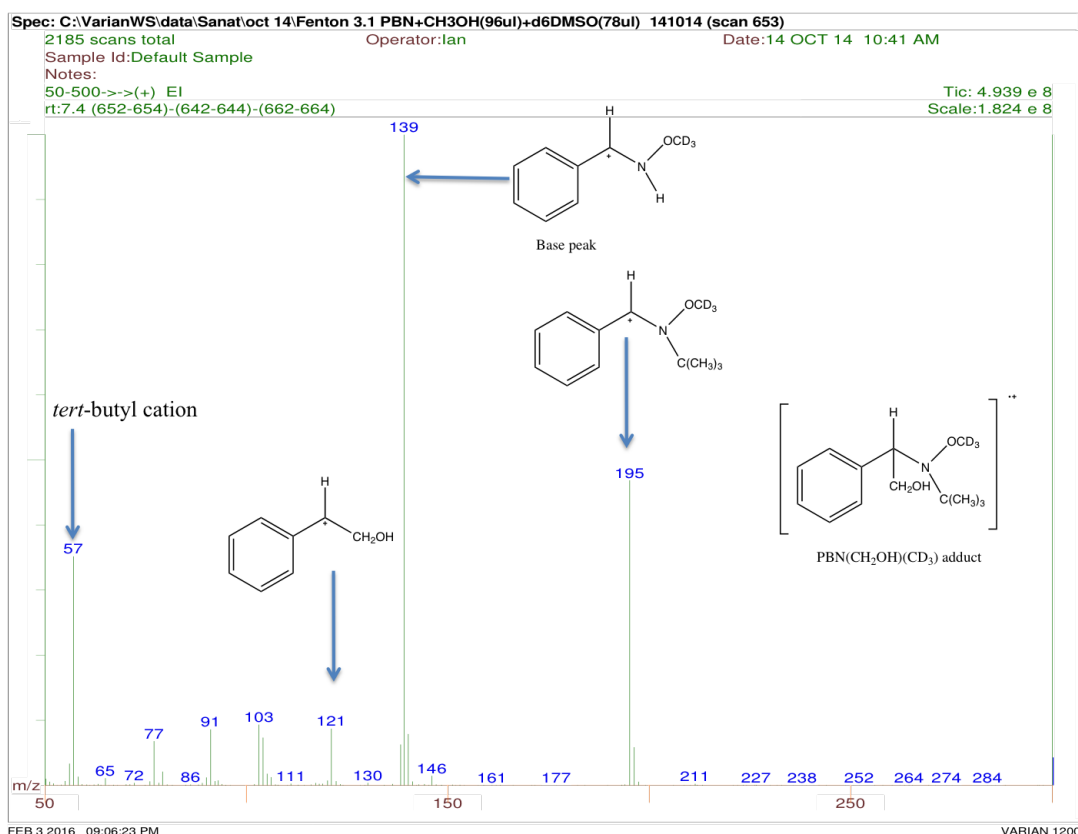 Spec: C:\VarianWS\data\Sanat\oct 14\Fenton 3.1 PBN+CH3OH(96ul)+d6DMSO(78ul) 141014 (scan 653)
2185 scans total Operator:Ian Date:14 OCT 14 10:41 AM
Sample Id:Default Sample
Notes:
50-500->->(+) EI Tic: 4.939 e 8
rt:7.4 (652-654)-(642-644)-(662-664) Scale:1.824 e 8
139
H
OCD₃
+
N
H
Base peak
H
OCD₃
+
N
C(CH₃)₃
tert-butyl cation
·+
H
OCD₃
N
CH₂OH
C(CH₃)₃
PBN(CH₂OH)(CD₃) adduct
195
H
+
CH₂OH
57
77 91 103 121
65 72 86 111 130 146 161 177 211 227 238 252 264 274 284
m/z
50 150 250
FEB 3 2016 09:06:23 PM VARIAN 1200